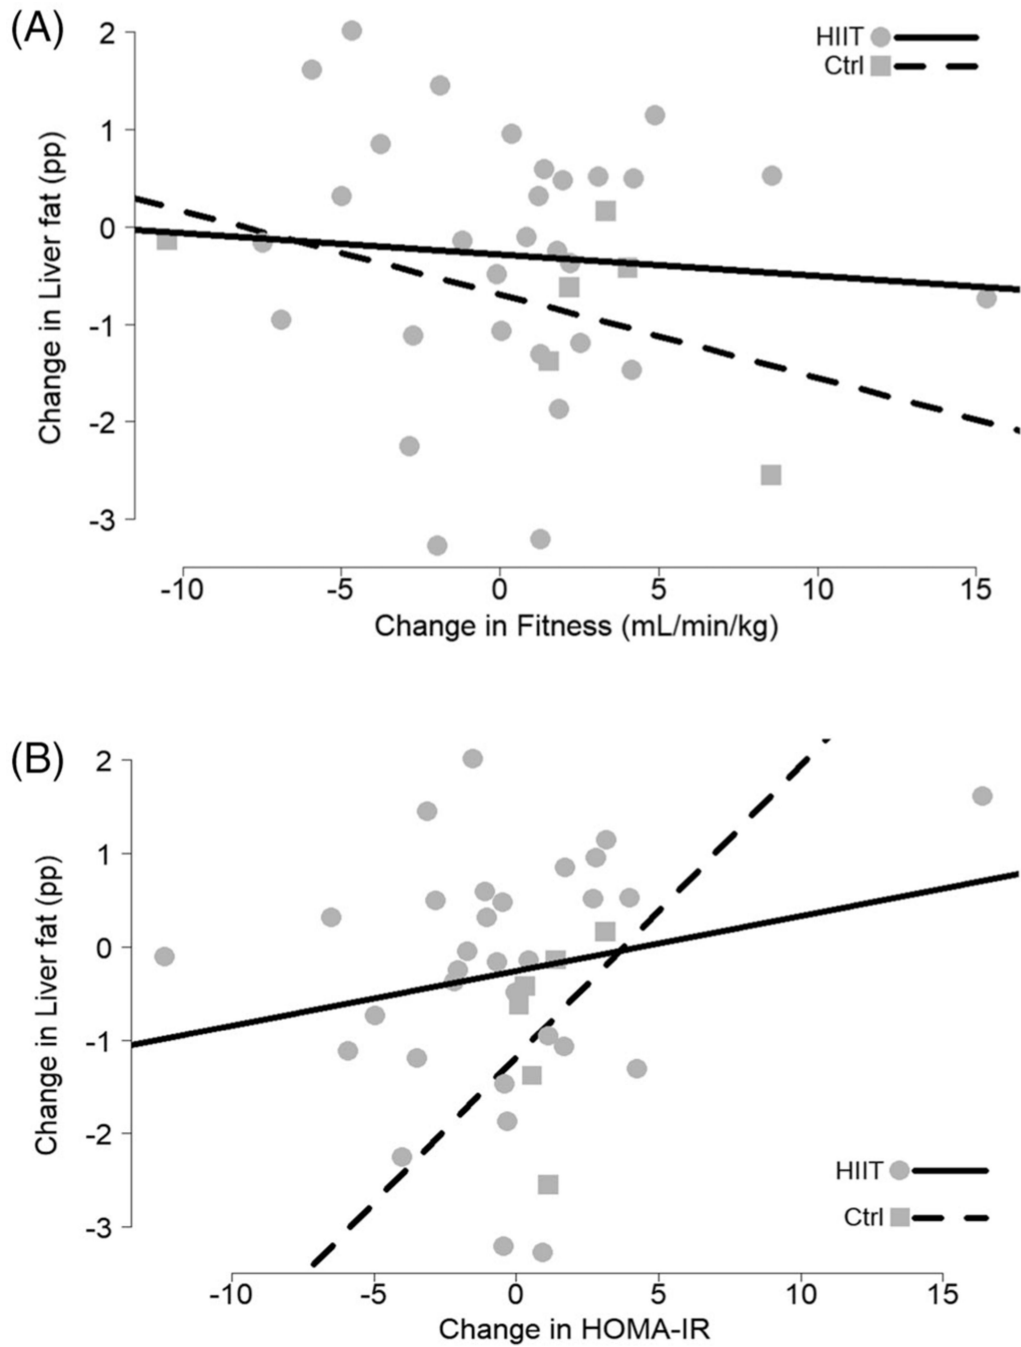 (A)
HIIT
Ctrl
2
1
0
-1
-2
-3
Change in Liver fat (pp)
-10 -5 0 5 10 15
Change in Fitness (mL/min/kg)
(B)
2
1
0
-1
-2
-3
Change in Liver fat (pp)
HIIT
Ctrl
-10 -5 0 5 10 15
Change in HOMA-IR